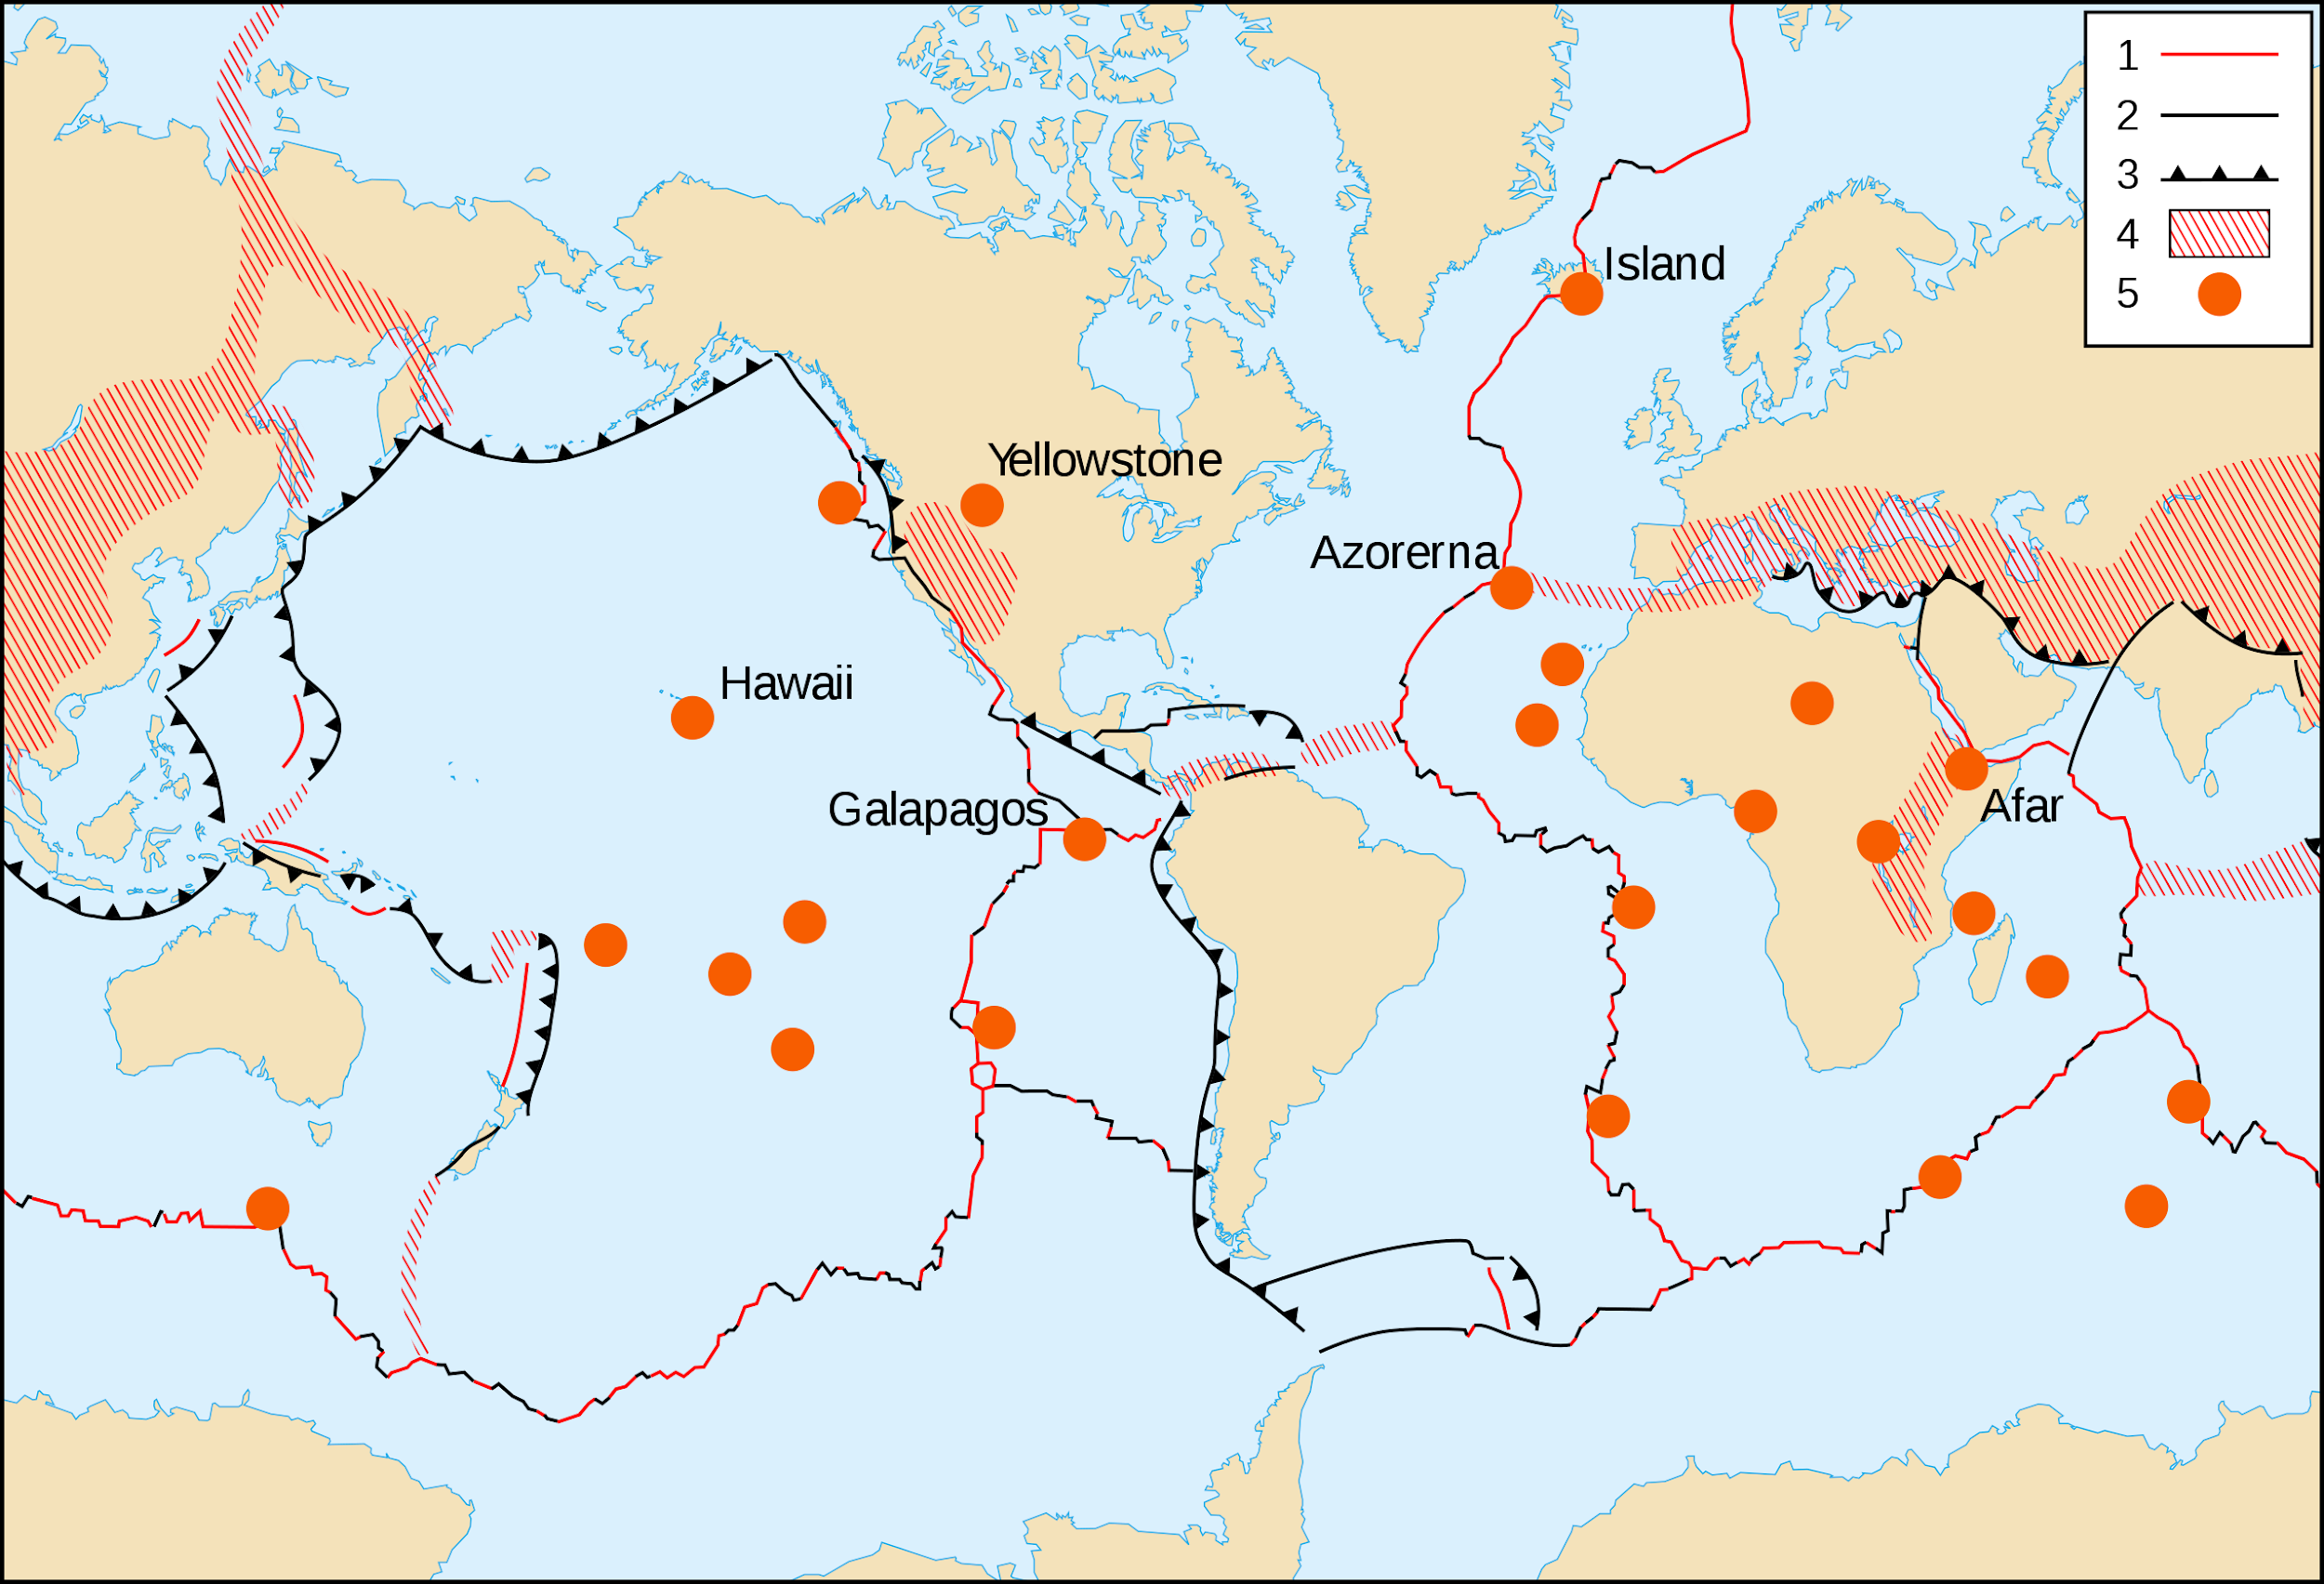 1
2
3
4
5
Island
Yellowstone
Azorerna
Hawaii
Galapagos
Afar